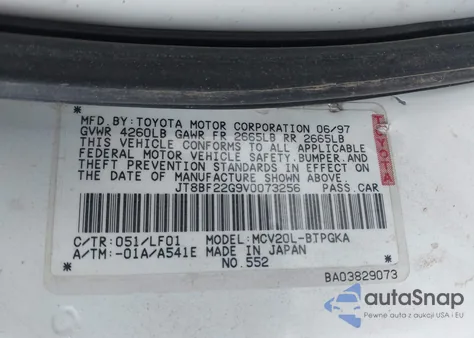 MFD. BY: TOYOTA MOTOR CORPORATION 06/97
GVWR 4260LB GAWR FR 2665LB RR 2665LB
THIS VEHICLE CONFORMS TO ALL APPLICABLE
FEDERAL MOTOR VEHICLE SAFETY, BUMPER, AND
THEFT PREVENTION STANDARDS IN EFFECT ON
THE DATE OF MANUFACTURE SHOWN ABOVE.
JT8BF22G9V0073256 PASS. CAR
C/TR: 051/LF01 MODEL: MCV20L-BTPGKA
A/TM: -01A/A541E MADE IN JAPAN
NO. 552
BA03829073
TOYOTA
autoSnap
Pewne auta z USA i EU